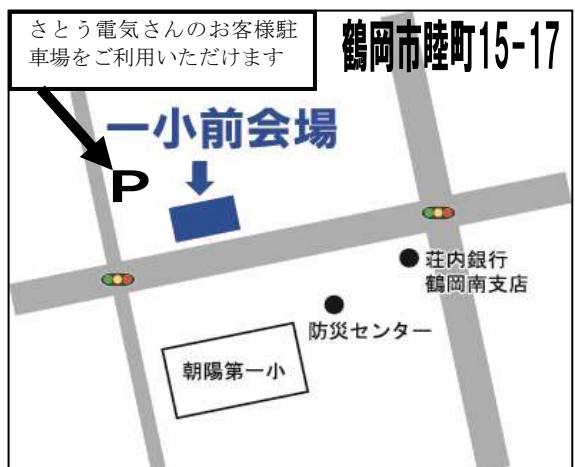 さとう電気さんのお客様駐
車場をご利用いただけます
鶴岡市睦町15-17
一小前会場
P
荘内銀行
鶴岡南支店
防災センター
朝陽第一小